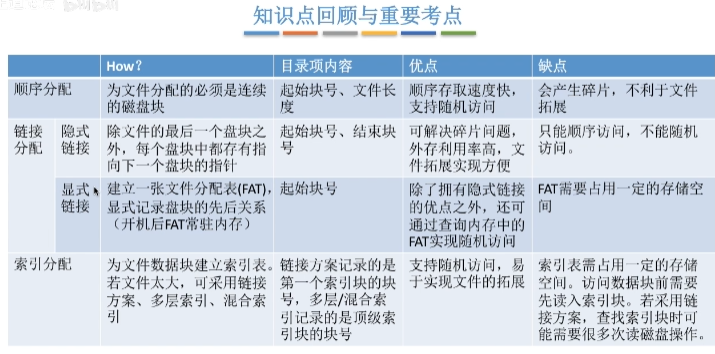 知识点回顾与重要考点
How?
目录项内容
优点
缺点
顺序分配
为文件分配的必须是连续
的磁盘块
起始块号、文件长
度
顺序存取速度快,
支持随机访问
会产生碎片,不利于文件
拓展
链接
分配
隐式
链接
除文件的最后一个盘块之
外,每个盘块中都存有指
向下一个盘块的指针
起始块号、结束块
号
可解决碎片问题,
外存利用率高,文
件拓展实现方便
只能顺序访问,不能随机
访问。
显式
链接
建立一张文件分配表(FAT),
显式记录盘块的先后关系
(开机后FAT常驻内存)
起始块号
除了拥有隐式链接
的优点之外,还可
通过查询内存中的
FAT实现随机访问
FAT需要占用一定的存储空
间
索引分配
为文件数据块建立索引表。
若文件太大,可采用链接
方案、多层索引、混合索
引
链接方案记录的是
第一个索引块的块
号,多层/混合索
引记录的是顶级索
引块的块号
支持随机访问,易
于实现文件的拓展
索引表需占用一定的存储
空间。访问数据块前需要
先读入索引块。若采用链
接方案,查找索引块时可
能需要很多次读磁盘操作。